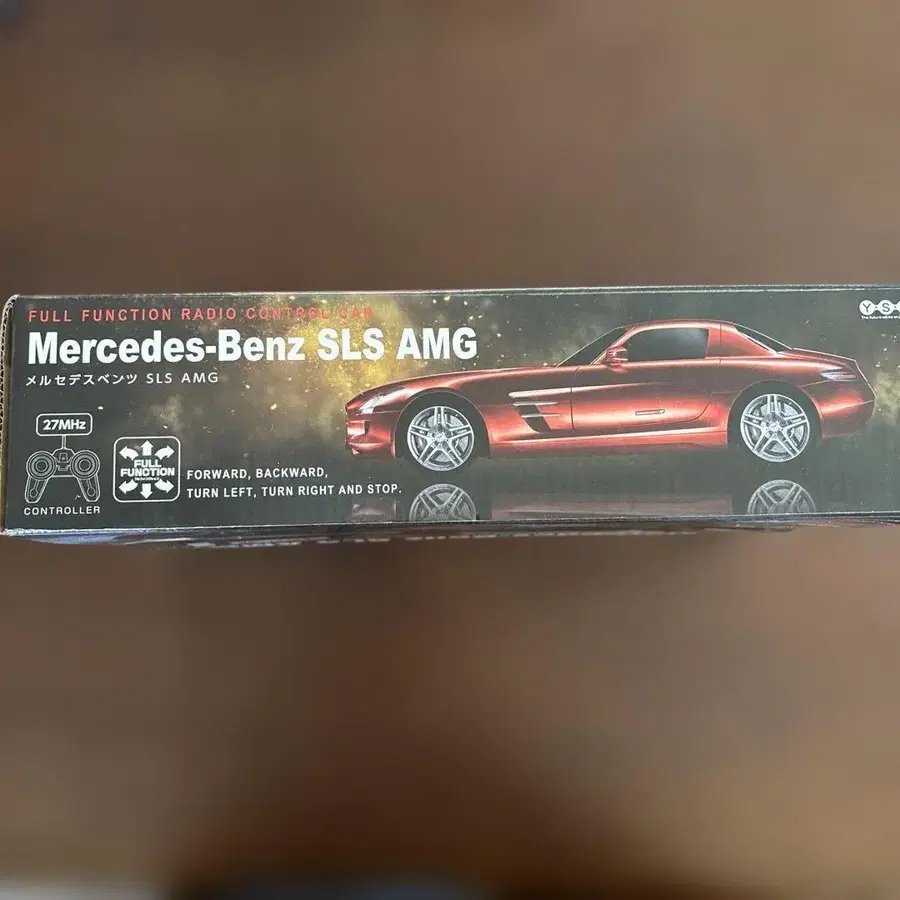 FULL FUNCTION RADIO CONTROL CAR
Mercedes-Benz SLS AMG
メルセデスベンツ SLS AMG
27MHz
FULL
FUNCTION
CONTROLLER
FORWARD, BACKWARD,
TURN LEFT, TURN RIGHT AND STOP.
Y·S